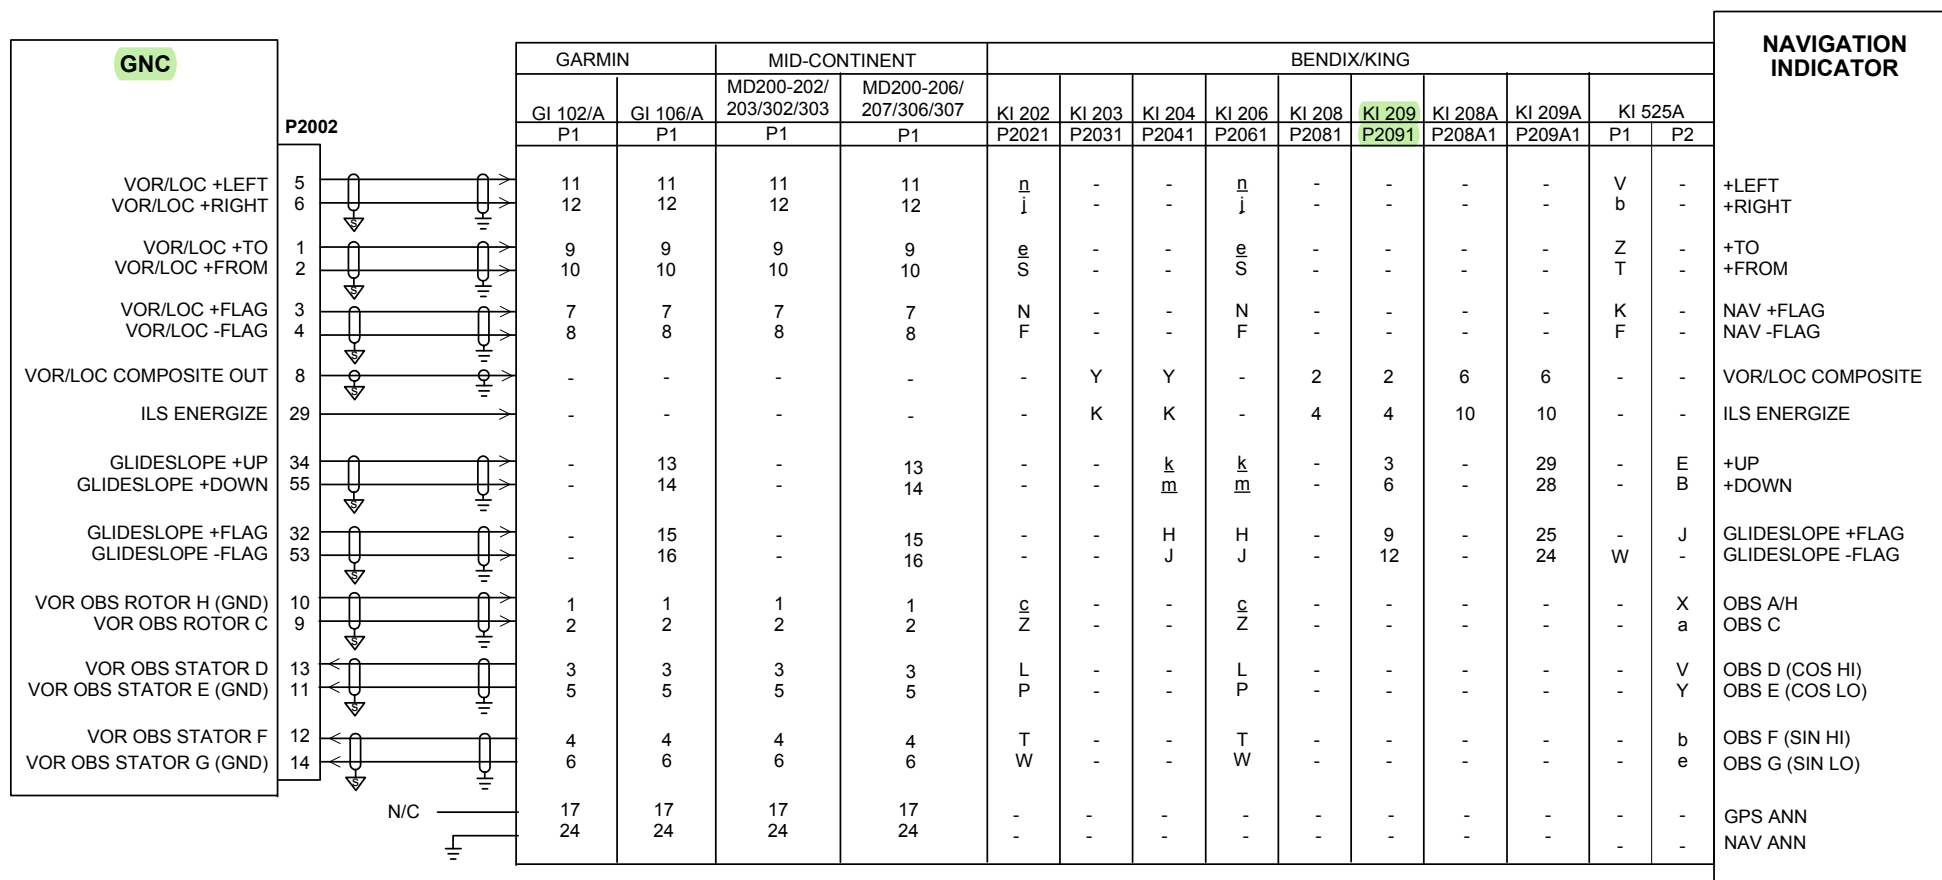 GNC
P2002
GARMIN MID-CONTINENT BENDIX/KING
NAVIGATION
INDICATOR
GI 102/A GI 106/A MD200-202/ MD200-206/ KI 202 KI 203 KI 204 KI 206 KI 208 KI 209 KI 208A KI 209A KI 525A
203/302/303 207/306/307
P1 P1 P1 P1 P2021 P2031 P2041 P2061 P2081 P2091 P208A1 P209A1 P1 P2
VOR/LOC +LEFT 5 11 11 11 11 n - - n - - - - V - +LEFT
VOR/LOC +RIGHT 6 12 12 12 12 j - - j - - - - b - +RIGHT
S
VOR/LOC +TO 1 9 9 9 9 e - - e - - - - Z - +TO
VOR/LOC +FROM 2 10 10 10 10 S - - S - - - - T - +FROM
S
VOR/LOC +FLAG 3 7 7 7 7 N - - N - - - - K - NAV +FLAG
VOR/LOC -FLAG 4 8 8 8 8 F - - F - - - - F - NAV -FLAG
S
VOR/LOC COMPOSITE OUT 8 - - - - - Y Y - 2 2 6 6 - - VOR/LOC COMPOSITE
S
ILS ENERGIZE 29 - - - - - K K - 4 4 10 10 - - ILS ENERGIZE
GLIDESLOPE +UP 34 - 13 - 13 - - k k - 3 - 29 - E +UP
GLIDESLOPE +DOWN 55 - 14 - 14 - - m m - 6 - 28 - B +DOWN
S
GLIDESLOPE +FLAG 32 - 15 - 15 - - H H - 9 - 25 - J GLIDESLOPE +FLAG
GLIDESLOPE -FLAG 53 - 16 - 16 - - J J - 12 - 24 W - GLIDESLOPE -FLAG
S
VOR OBS ROTOR H (GND) 10 1 1 1 1 c - - c - - - - - X OBS A/H
VOR OBS ROTOR C 9 2 2 2 2 Z - - Z - - - - - a OBS C
S
VOR OBS STATOR D 13 3 3 3 3 L - - L - - - - - V OBS D (COS HI)
VOR OBS STATOR E (GND) 11 5 5 5 5 P - - P - - - - - Y OBS E (COS LO)
S
VOR OBS STATOR F 12 4 4 4 4 T - - T - - - - - b OBS F (SIN HI)
VOR OBS STATOR G (GND) 14 6 6 6 6 W - - W - - - - - e OBS G (SIN LO)
S
N/C 17 17 17 17 - - - - - - - - - - GPS ANN
24 24 24 24 - - - - - - - - - - NAV ANN